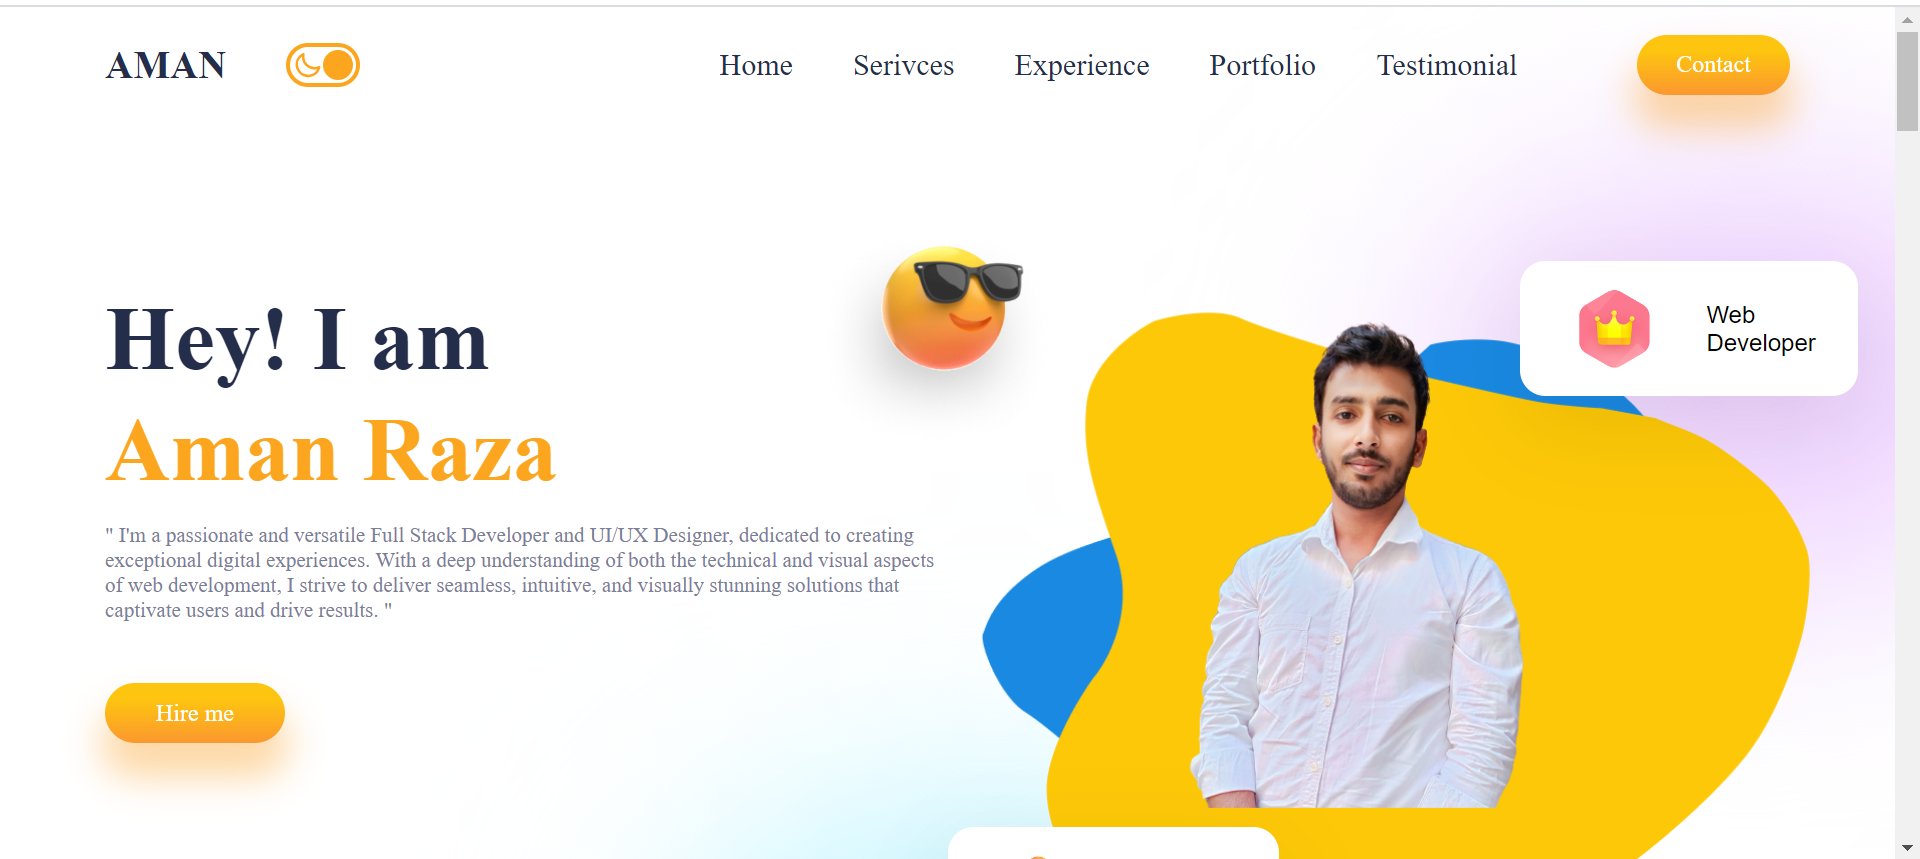 AMAN
Home
Serivces
Experience
Portfolio
Testimonial
Contact
Web
Developer
Hey! I am
Aman Raza
" I'm a passionate and versatile Full Stack Developer and UI/UX Designer, dedicated to creating
exceptional digital experiences. With a deep understanding of both the technical and visual aspects
of web development, I strive to deliver seamless, intuitive, and visually stunning solutions that
captivate users and drive results. "
Hire me